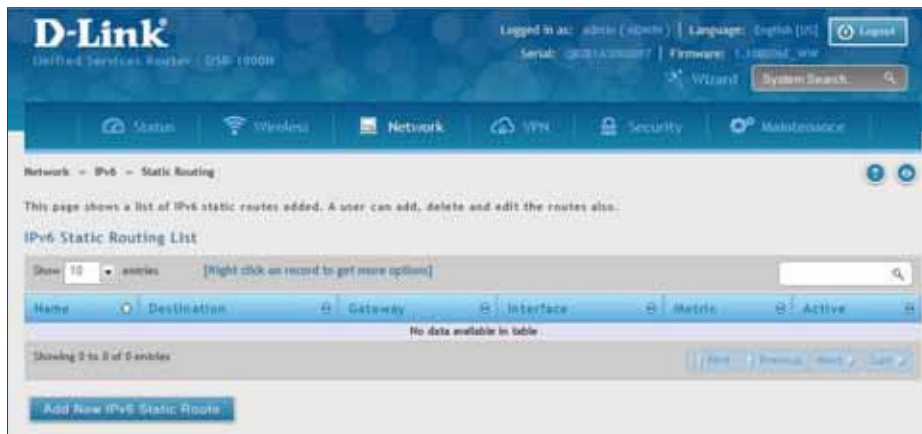 D-Link
Logged in as: admin ( ADMIN ) | Language: English [US] Logout
Unified Services Router - DSR-1000N
Serial: | Firmware:
Wizard System Search
Status Wireless Network VPN Security Maintenance
Network » IPv6 » Static Routing
This page shows a list of IPv6 static routes added. A user can add, delete and edit the routes also.
IPv6 Static Routing List
Show 10 entries [Right click on record to get more options]
Name Destination Gateway Interface Metric Active
No data available in table
Showing 0 to 0 of 0 entries
First Previous Next Last
Add New IPv6 Static Route